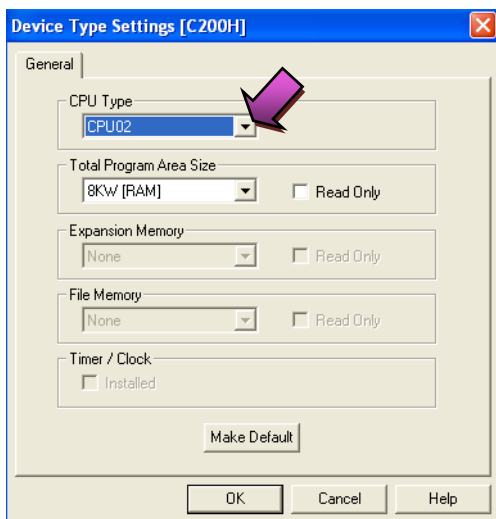 Device Type Settings [C200H]
General
CPU Type
CPU02
Total Program Area Size
8KW [RAM]
Read Only
Expansion Memory
None
Read Only
File Memory
None
Read Only
Timer / Clock
Installed
Make Default
OK
Cancel
Help